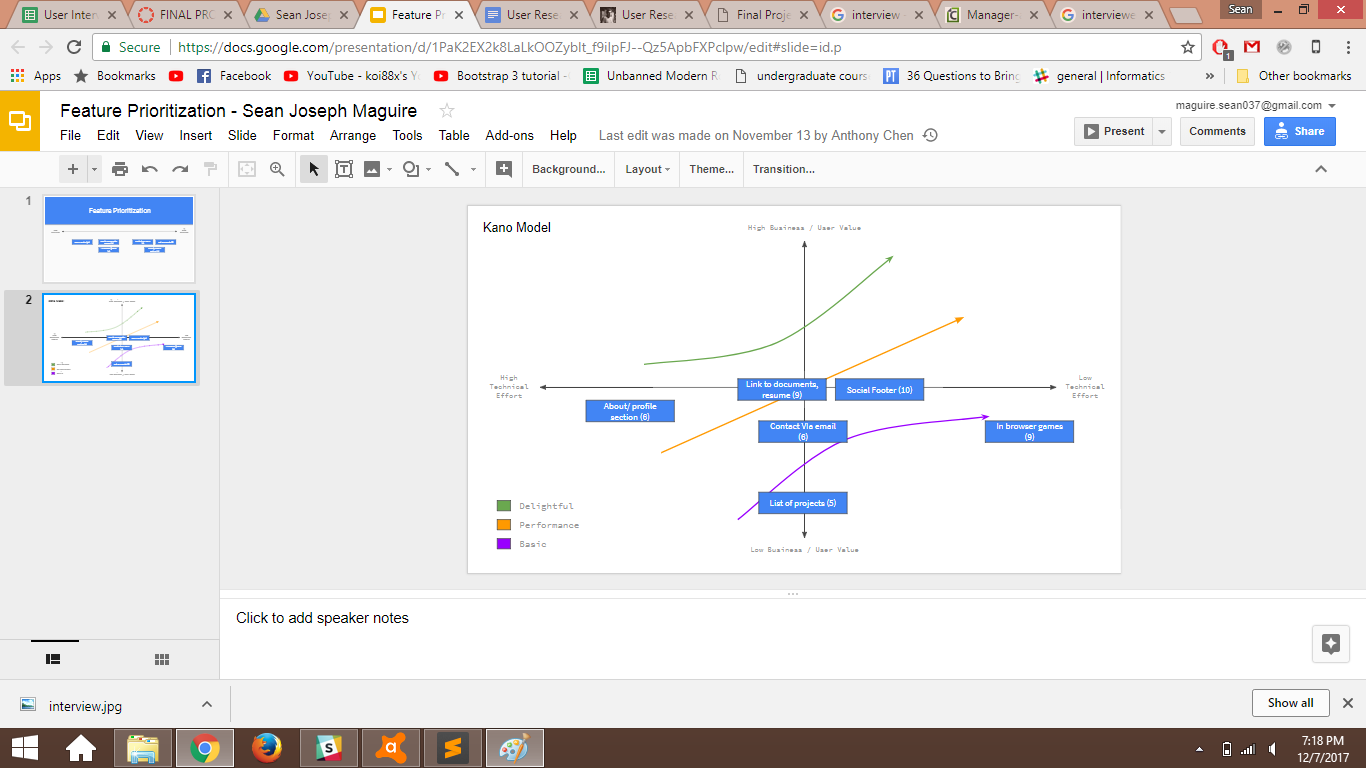 User Interv
FINAL PRO
Sean Josep
Feature Pr
User Rese
User Rese
Final Proje
interview -
Manager-
interviewe
Sean
Secure
https://docs.google.com/presentation/d/1PaK2EX2k8LaLkOOZyblt_f9iIpFJ--Qz5ApbFXPcIpw/edit#slide=id.p
1
Apps
Bookmarks
Facebook
YouTube - koi88x's Yo
Bootstrap 3 tutorial -
Unbanned Modern R
undergraduate cours
PT
36 Questions to Bring
general | Informatics
»
Other bookmarks
Feature Prioritization - Sean Joseph Maguire
maguire.sean037@gmail.com
File Edit View Insert Slide Format Arrange Tools Table Add-ons Help
Last edit was made on November 13 by Anthony Chen
Present
Comments
Share
Background...
Layout
Theme...
Transition...
1
Feature Prioritization
2
Kano Model
High Business / User Value
High
Technical
Effort
Low
Technical
Effort
Link to documents,
resume (9)
Social Footer (10)
About/ profile
section (6)
Contact Via email
(6)
In browser games
(9)
List of projects (5)
Delightful
Performance
Basic
Low Business / User Value
Click to add speaker notes
interview.jpg
Show all
7:18 PM
12/7/2017